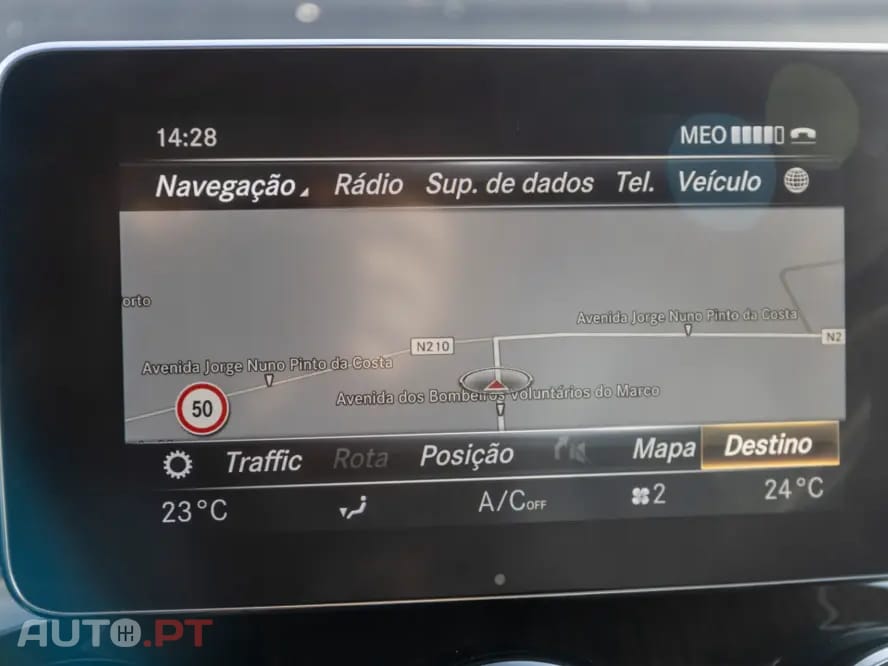 14:28 MEO
Navegação Rádio Sup. de dados Tel. Veículo
orto
Avenida Jorge Nuno Pinto da Costa
N210
N2
Avenida Jorge Nuno Pinto da Costa
50
Avenida dos Bombeiros Voluntários do Marco
Traffic Rota Posição Mapa Destino
23°C A/C OFF 2 24°C
AUTO.PT